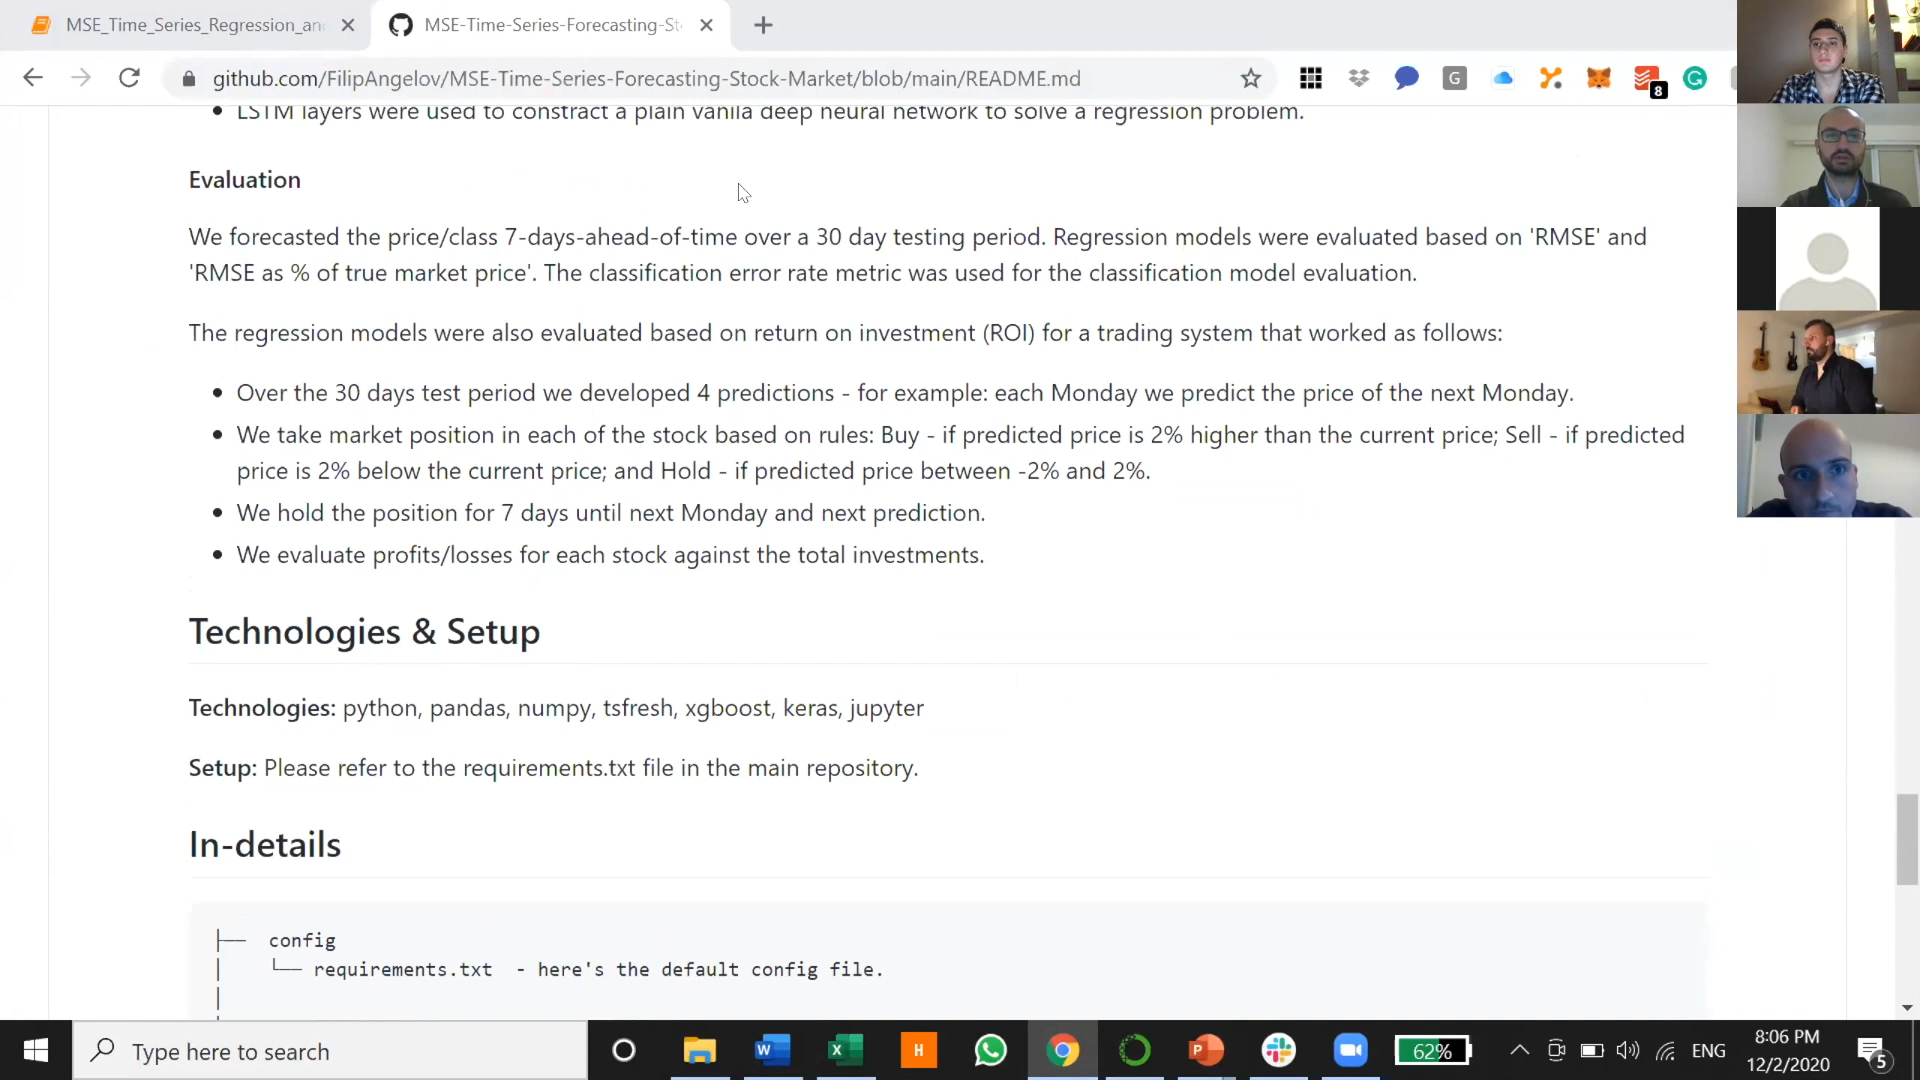 MSE_Time_Series_Regression_an
MSE-Time-Series-Forecasting-St
github.com/FilipAngelov/MSE-Time-Series-Forecasting-Stock-Market/blob/main/README.md
G
8
• LSTM layers were used to constract a plain vanila deep neural network to solve a regression problem.
Evaluation
We forecasted the price/class 7-days-ahead-of-time over a 30 day testing period. Regression models were evaluated based on 'RMSE' and
'RMSE as % of true market price'. The classification error rate metric was used for the classification model evaluation.
The regression models were also evaluated based on return on investment (ROI) for a trading system that worked as follows:
• Over the 30 days test period we developed 4 predictions - for example: each Monday we predict the price of the next Monday.
• We take market position in each of the stock based on rules: Buy - if predicted price is 2% higher than the current price; Sell - if predicted
price is 2% below the current price; and Hold - if predicted price between -2% and 2%.
• We hold the position for 7 days until next Monday and next prediction.
• We evaluate profits/losses for each stock against the total investments.
Technologies & Setup
Technologies: python, pandas, numpy, tsfresh, xgboost, keras, jupyter
Setup: Please refer to the requirements.txt file in the main repository.
In-details
├── config
│ └── requirements.txt - here's the default config file.
│
Type here to search
H
62%
ENG
8:06 PM
12/2/2020
5